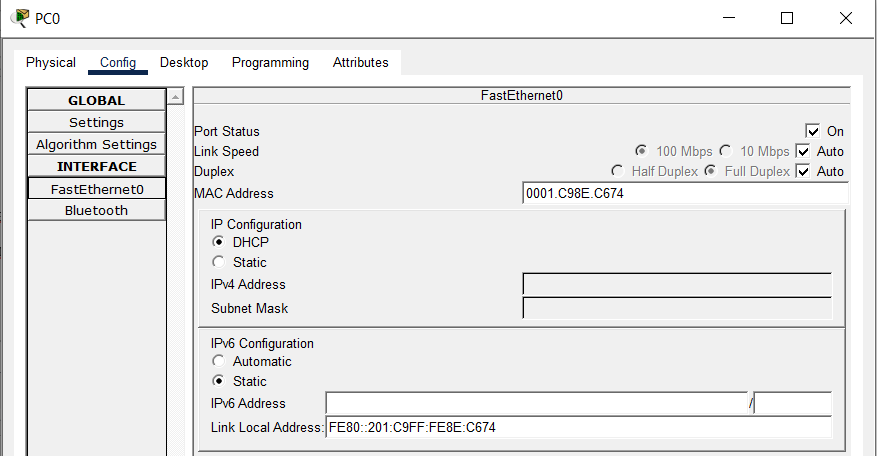 PC0
Physical Config Desktop Programming Attributes
GLOBAL
Settings
Algorithm Settings
INTERFACE
FastEthernet0
Bluetooth
FastEthernet0
Port Status On
Link Speed 100 Mbps 10 Mbps Auto
Duplex Half Duplex Full Duplex Auto
MAC Address 0001.C98E.C674
IP Configuration
DHCP
Static
IPv4 Address
Subnet Mask
IPv6 Configuration
Automatic
Static
IPv6 Address /
Link Local Address: FE80::201:C9FF:FE8E:C674